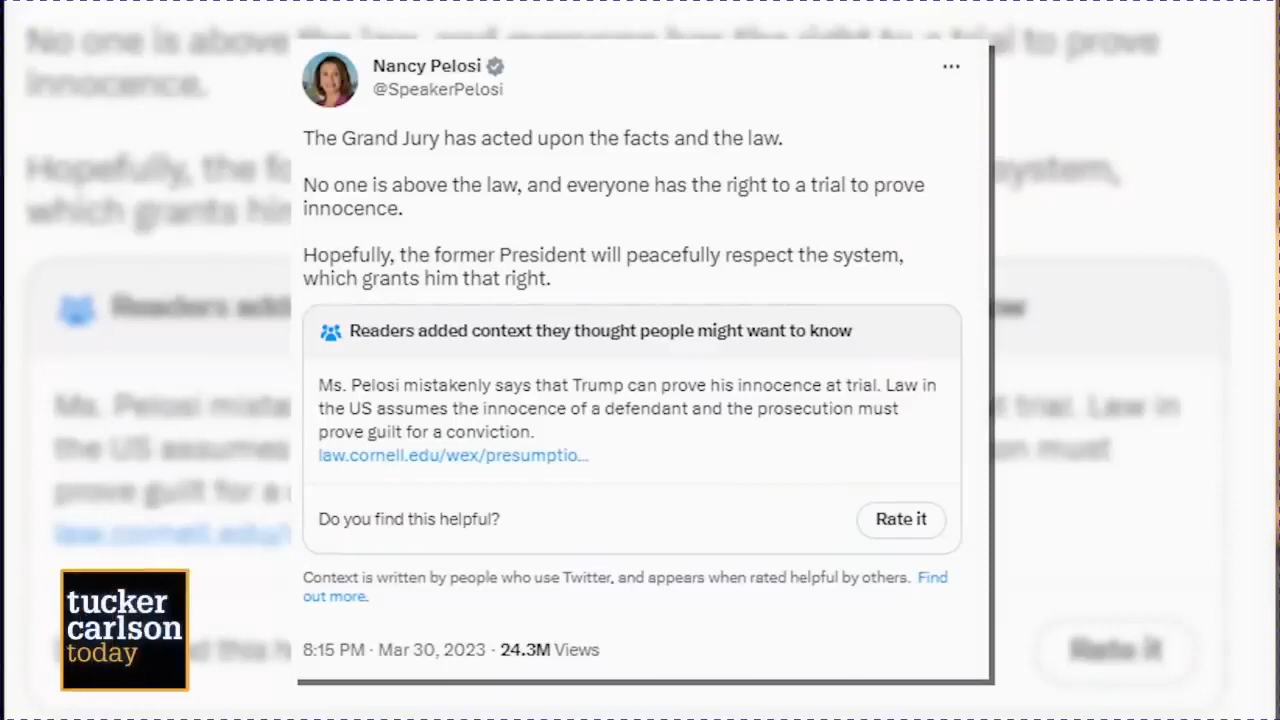 Nancy Pelosi
@SpeakerPelosi
The Grand Jury has acted upon the facts and the law.
No one is above the law, and everyone has the right to a trial to prove
innocence.
Hopefully, the former President will peacefully respect the system,
which grants him that right.
Readers added context they thought people might want to know
Ms. Pelosi mistakenly says that Trump can prove his innocence at trial. Law in
the US assumes the innocence of a defendant and the prosecution must
prove guilt for a conviction.
law.cornell.edu/wex/presumptio...
Do you find this helpful?
Rate it
Context is written by people who use Twitter, and appears when rated helpful by others. Find
out more.
8:15 PM · Mar 30, 2023 · 24.3M Views
tucker
carlson
today